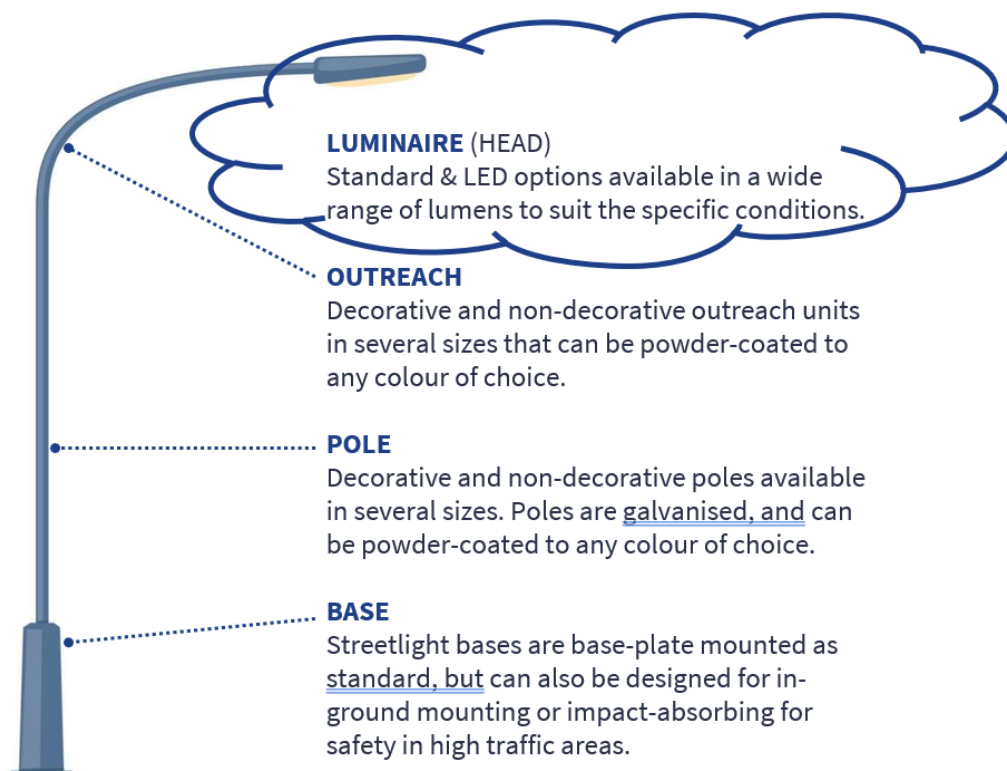 LUMINAIRE (HEAD)
Standard & LED options available in a wide
range of lumens to suit the specific conditions.
OUTREACH
Decorative and non-decorative outreach units
in several sizes that can be powder-coated to
any colour of choice.
POLE
Decorative and non-decorative poles available
in several sizes. Poles are galvanised, and can
be powder-coated to any colour of choice.
BASE
Streetlight bases are base-plate mounted as
standard, but can also be designed for in-
ground mounting or impact-absorbing for
safety in high traffic areas.